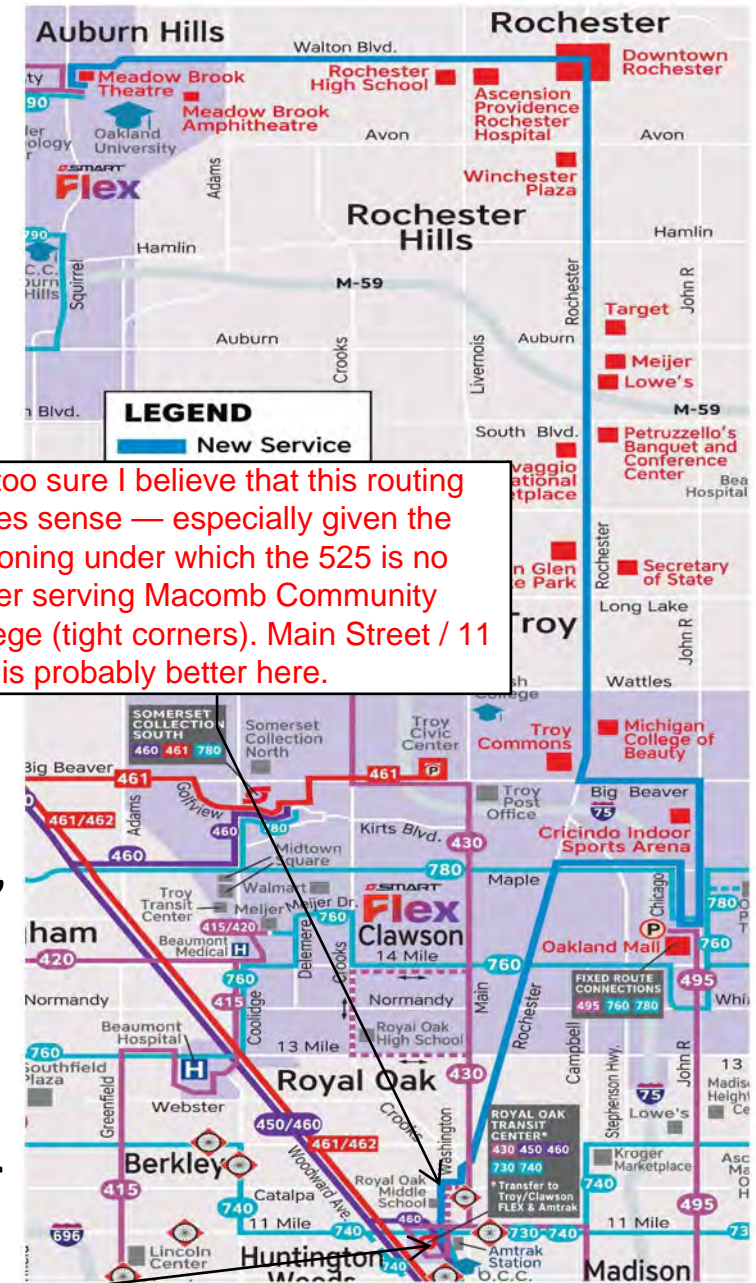 Auburn Hills
Rochester
Walton Blvd.
Meadow Brook
Theatre
Rochester
High School
Downtown
Rochester
Meadow Brook
Amphitheatre
Ascension
Providence
Rochester
Hospital
Oakland
University
Avon
Avon
SMART
Flex
Adams
Winchester
Plaza
Rochester
Hills
790
Hamlin
Hamlin
Squirrel
M-59
Rochester
John R
Target
Auburn
Crooks
Livernois
Auburn
Meijer
Lowe's
LEGEND
New Service
M-59
South Blvd.
Petruzzello's
Banquet and
Conference
Center
Hospital
too sure I believe that this routing
es sense — especially given the
oning under which the 525 is no
er serving Macomb Community
ege (tight corners). Main Street / 11
is probably better here.
Rochester
Secretary
of State
Long Lake
Troy
John R
Wattles
SOMERSET
COLLECTION
SOUTH
460 461 780
Somerset
Collection
North
Troy
Civic
Center
Troy
Commons
Michigan
College of
Beauty
Big Beaver
461
461
P
Golfview
Adams
461/462
460
780
460
Kirts Blvd.
430
Troy
Post
Office
75
Big Beaver
Cricindo Indoor
Sports Arena
Midtown
Square
780
Maple
Chicago
780
Troy
Transit
Center
Walmart
Meijer
Meijer Dr.
SMART
Flex
Clawson
760
415/420
Beaumont
Medical
H
P
Oakland Mall
760
420
Delemere
Crooks
14 Mile
760
760
FIXED ROUTE
CONNECTIONS
495 760 780
495
Normandy
415
Coolidge
Normandy
Main
Rochester
Royal Oak
High School
Beaumont
Hospital
H
13 Mile
Campbell
Stephenson Hwy.
John R
13
760
Royal Oak
430
75
Lowe's
Greenfield
Webster
Crooks
Washington
ROYAL OAK
TRANSIT
CENTER*
430 450 460
730 740
*Transfer to
Troy/Clawson
FLEX & Amtrak
450/460
461/462
Woodward Ave.
Kroger
Marketplace
Berkley
Royal Oak
Middle
School
740
415
740
Catalpa
460
495
696
11 Mile
740
730 740
11 Mile
Lincoln
Center
Huntington
Woods
740
Amtrak
Station
O.C.C.
Madison